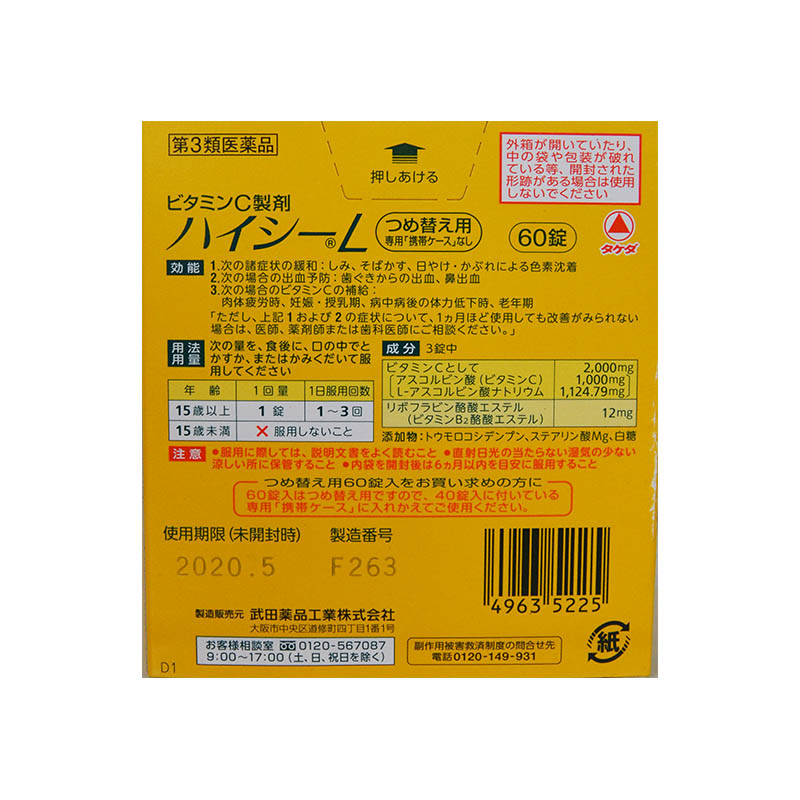 第3類医薬品
押しあける
外箱が開いていたり、
中の袋や包装が破れ
ている等、開封された
形跡がある場合は使用
しないでください
ビタミンC製剤
ハイシーL®
つめ替え用
専用「携帯ケース」なし
60錠
タケダ
効能
1.次の諸症状の緩和：しみ、そばかす、日やけ・かぶれによる色素沈着
2.次の場合の出血予防：歯ぐきからの出血、鼻出血
3.次の場合のビタミンCの補給：
肉体疲労時、妊娠・授乳期、病中病後の体力低下時、老年期
「ただし、上記1および2の症状について、1ヵ月ほど使用しても改善がみられない
場合は、医師、薬剤師または歯科医師にご相談ください。」
用法
用量
次の量を、食後に、口の中でと
かすか、またはかみくだいて服
用してください
年齢 1回量 1日服用回数
15歳以上 1錠 1〜3回
15歳未満 ×服用しないこと
成分 3錠中
ビタミンCとして 2,000mg
[アスコルビン酸(ビタミンC) 1,000mg]
[L-アスコルビン酸ナトリウム 1,124.79mg]
リボフラビン酪酸エステル 12mg
(ビタミンB2酪酸エステル)
添加物：トウモロコシデンプン、ステアリン酸Mg、白糖
注意
●服用に際しては、説明文書をよく読むこと ●直射日光の当たらない湿気の少ない
涼しい所に保管すること ●内袋を開封後は6ヵ月以内を目安に服用すること
つめ替え用60錠入をお買い求めの方に
60錠入はつめ替え用ですので、40錠入に付いている
専用「携帯ケース」に入れかえてご使用ください。
使用期限(未開封時) 製造番号
2020.5 F263
4963 5225
製造販売元 武田薬品工業株式会社
大阪市中央区道修町四丁目1番1号
お客様相談室 0120-567087
9:00〜17:00(土、日、祝日を除く)
副作用被害救済制度の問合せ先
電話0120-149-931
紙
D1